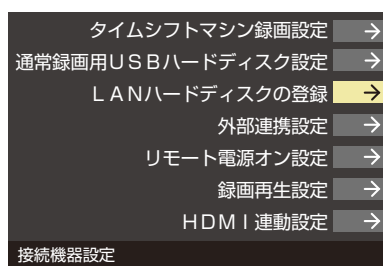 タイムシフトマシン録画設定
通常録画用USBハードディスク設定
LANハードディスクの登録
外部連携設定
リモート電源オン設定
録画再生設定
HDMI連動設定
接続機器設定